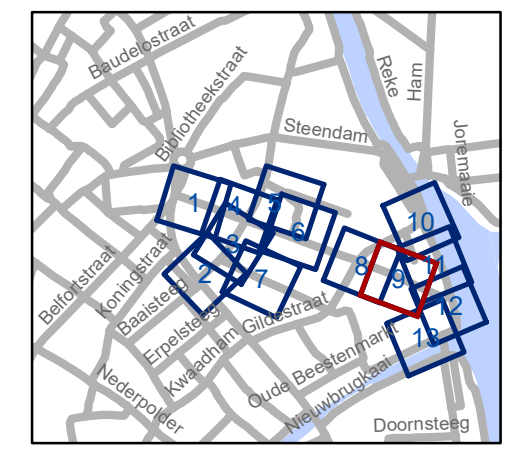 Baudelostraat
Bibliotheekstraat
Reke
Ham
Steendam
Joremaaie
1
4
5
6
3
2
7
8
9
10
11
12
13
Belfortstraat
Koningstraat
Baaisteeg
Erpelsteeg
Kwaadham
Gildestraat
Oude Beestenmarkt
Nieuwbrugkaai
Nederpolder
Doornsteeg